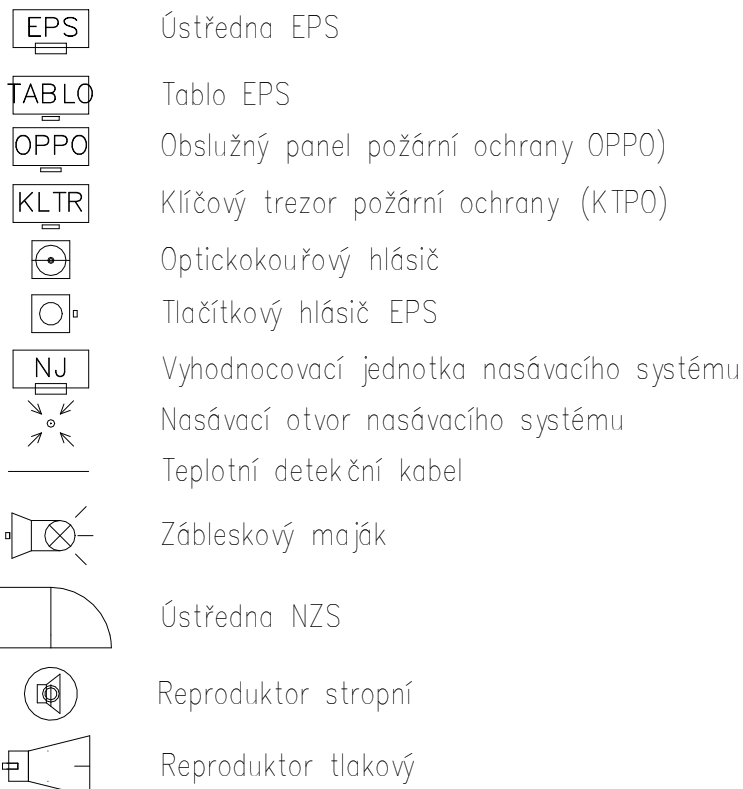 EPS Ústředna EPS
TABLO Tablo EPS
OPPO Obslužný panel požární ochrany OPPO)
KLTR Klíčový trezor požární ochrany (KTPO)
Optickokouřový hlásič
Tlačítkový hlásič EPS
NJ Vyhodnocovací jednotka nasávacího systému
Nasávací otvor nasávacího systému
Teplotní detekční kabel
Zábleskový maják
Ústředna NZS
Reproduktor stropní
Reproduktor tlakový